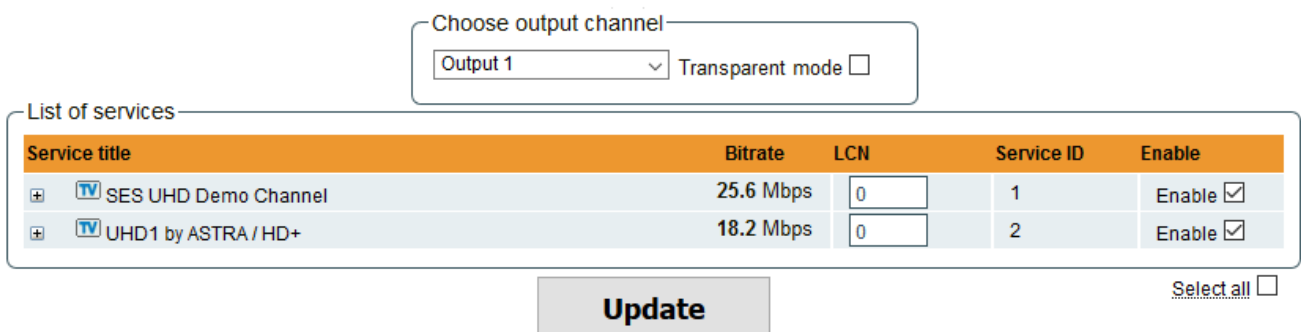 Choose output channel
Output 1 Transparent mode
List of services
Service title Bitrate LCN Service ID Enable
TV SES UHD Demo Channel 25.6 Mbps 0 1 Enable
TV UHD1 by ASTRA / HD+ 18.2 Mbps 0 2 Enable
Select all
Update